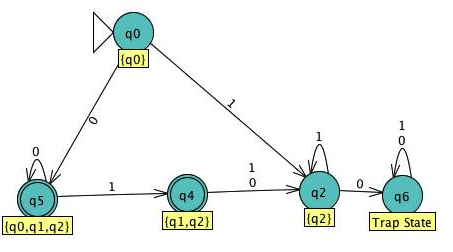 q0
{q0}
0
1
0
1
1
0
1
0
1
0
q5
q4
q2
q6
{q0,q1,q2}
{q1,q2}
{q2}
Trap State